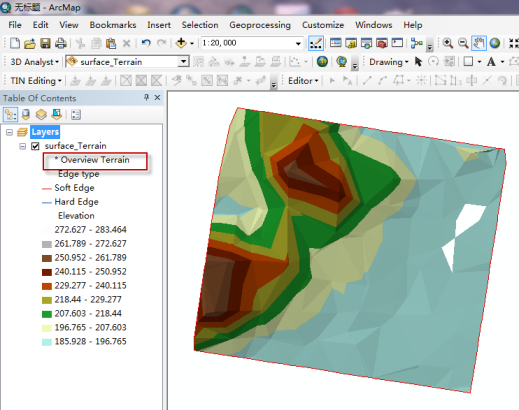 无标题 - ArcMap
File Edit View Bookmarks Insert Selection Geoprocessing Customize Windows Help
1:20,000
3D Analyst surface_Terrain Drawing A
TIN Editing Editor
Table Of Contents
Layers
surface_Terrain
* Overview Terrain
Edge type
Soft Edge
Hard Edge
Elevation
272.627 - 283.464
261.789 - 272.627
250.952 - 261.789
240.115 - 250.952
229.277 - 240.115
218.44 - 229.277
207.603 - 218.44
196.765 - 207.603
185.928 - 196.765